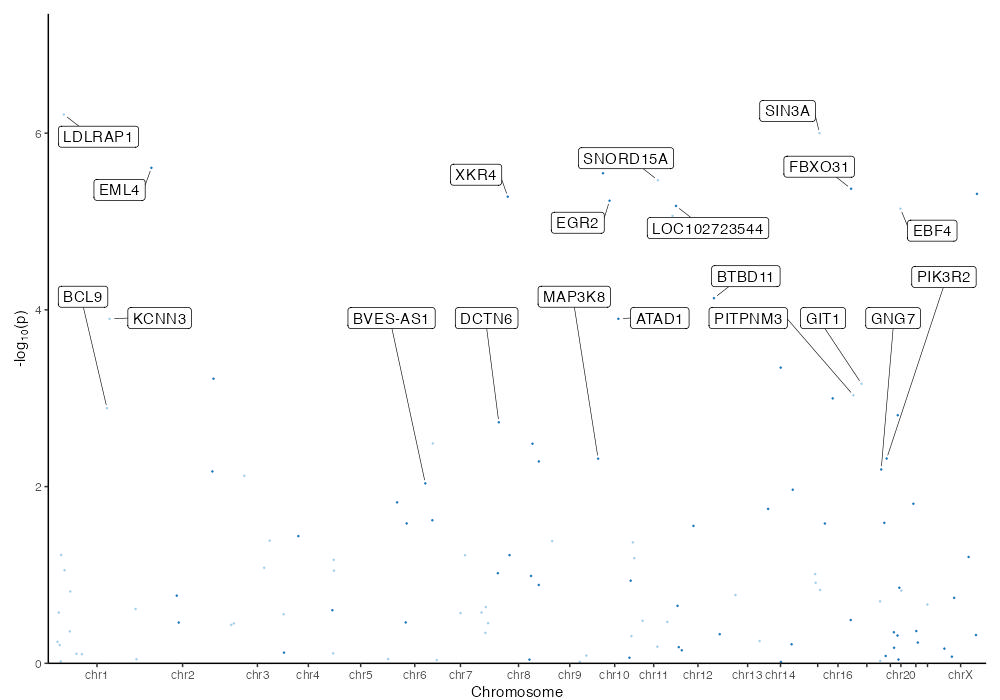 SIN3A
6
LDLRAP1
SNORD15A
FBXO31
XKR4
EML4
EGR2
LOC102723544
EBF4
BTBD11
PIK3R2
BCL9
MAP3K8
4
KCNN3
BVES-AS1
DCTN6
ATAD1
PITPNM3
GIT1
GNG7
-log10(p)
2
0
chr1 chr2 chr3 chr4 chr5 chr6 chr7 chr8 chr9 chr10 chr11 chr12 chr13 chr14 chr16 chr20 chrX
Chromosome